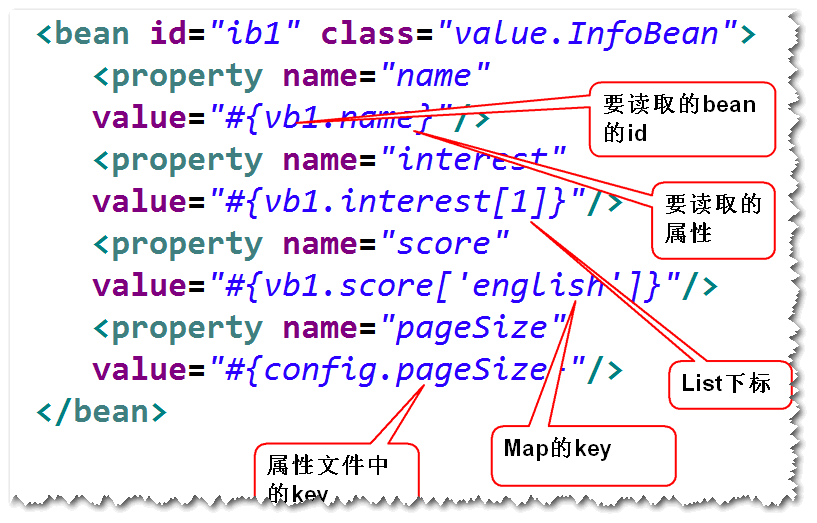 <bean id="ib1" class="value.InfoBean">
<property name="name"
value="#{vb1.name}"/>
<property name="interest"
value="#{vb1.interest[1]}"/>
<property name="score"
value="#{vb1.score['english']}"/>
<property name="pageSize"
value="#{config.pageSize}"/>
</bean>
要读取的bean
的id
要读取的
属性
List下标
Map的key
属性文件中
的key